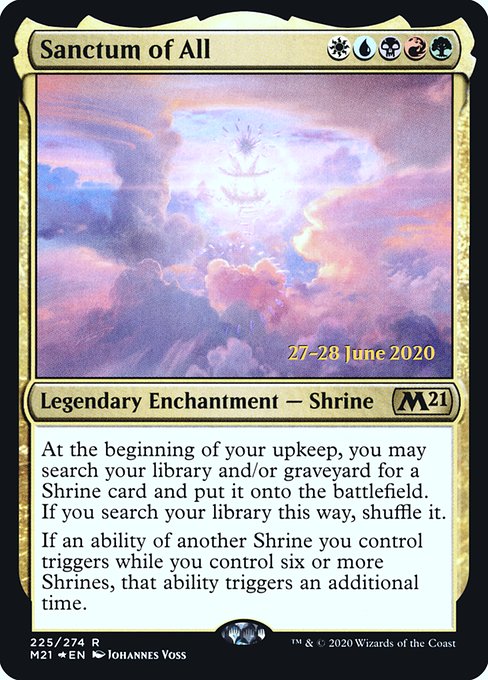 Sanctum of All
27–28 June 2020
Legendary Enchantment — Shrine
M21
At the beginning of your upkeep, you may
search your library and/or graveyard for a
Shrine card and put it onto the battlefield.
If you search your library this way, shuffle it.
If an ability of another Shrine you control
triggers while you control six or more
Shrines, that ability triggers an additional
time.
225/274 R
M21 ★ EN Johannes Voss
™ & © 2020 Wizards of the Coast